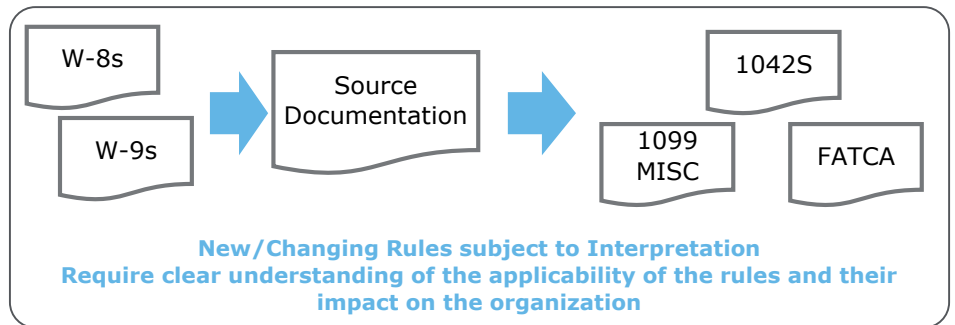 W-8s
W-9s
Source
Documentation
1042S
1099
MISC
FATCA
New/Changing Rules subject to Interpretation
Require clear understanding of the applicability of the rules and their
impact on the organization